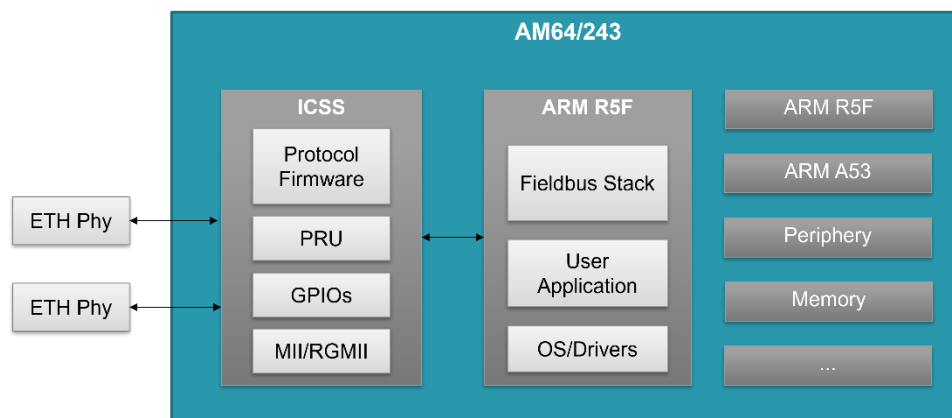 AM64/243
ETH Phy
ETH Phy
ICSS
Protocol
Firmware
PRU
GPIOs
MII/RGMII
ARM R5F
Fieldbus Stack
User
Application
OS/Drivers
ARM R5F
ARM A53
Periphery
Memory
...